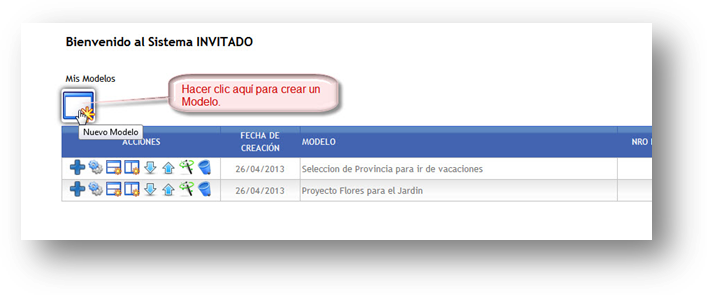 Bienvenido al Sistema INVITADO
Mis Modelos
Hacer clic aquí para crear un
Modelo.
Nuevo Modelo
ACCIONES
FECHA DE
CREACIÓN
MODELO
NRO
26/04/2013 Seleccion de Provincia para ir de vacaciones
26/04/2013 Proyecto Flores para el Jardin